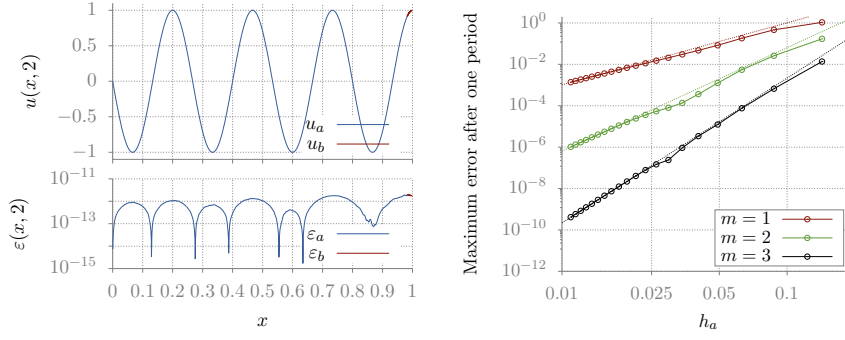 u(x, 2)
1
0.5
0
−0.5
−1
u_a
u_b
ε(x, 2)
10^−11
10^−13
10^−15
ε_a
ε_b
0 0.1 0.2 0.3 0.4 0.5 0.6 0.7 0.8 0.9 1
x
Maximum error after one period
10^0
10^−2
10^−4
10^−6
10^−8
10^−10
10^−12
m = 1
m = 2
m = 3
0.01 0.025 0.05 0.1
h_a